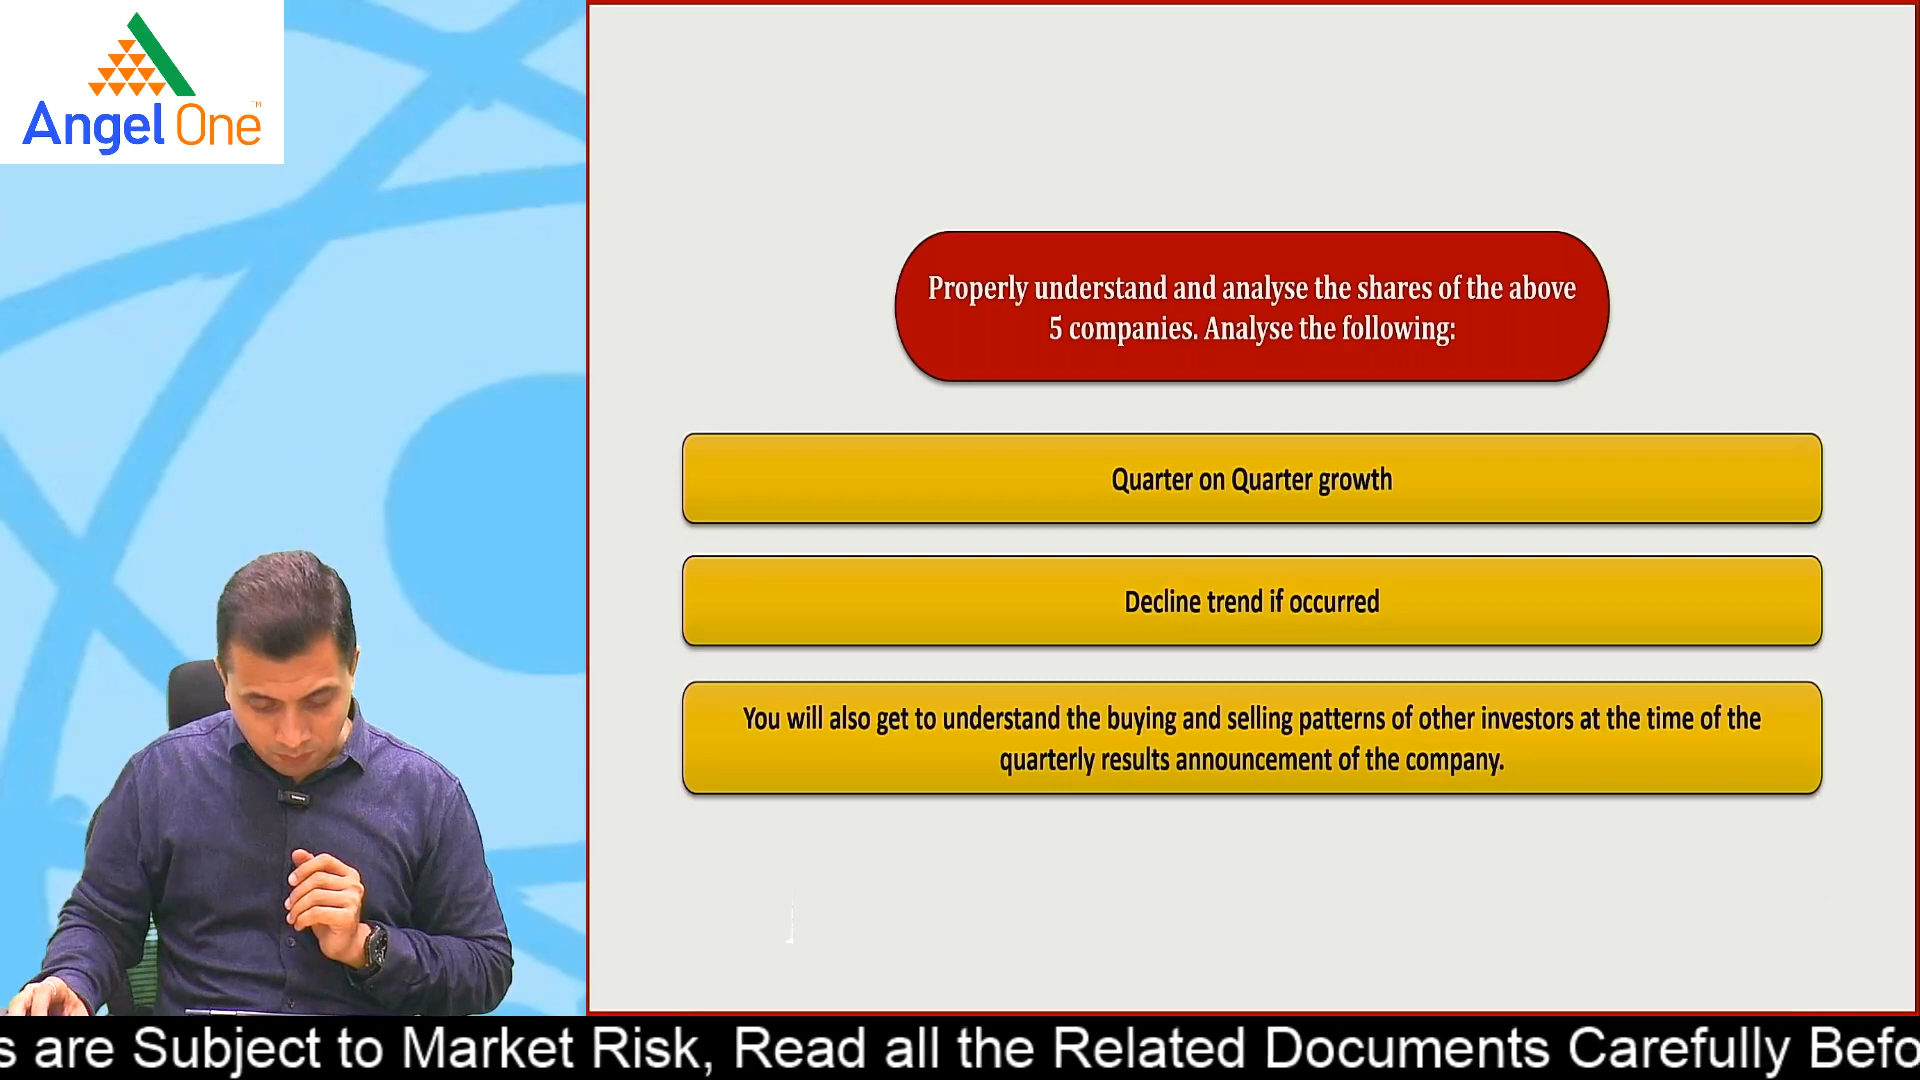 Angel One
TM
Properly understand and analyse the shares of the above
5 companies. Analyse the following:
Quarter on Quarter growth
Decline trend if occurred
You will also get to understand the buying and selling patterns of other investors at the time of the
quarterly results announcement of the company.
s are Subject to Market Risk, Read all the Related Documents Carefully Befo